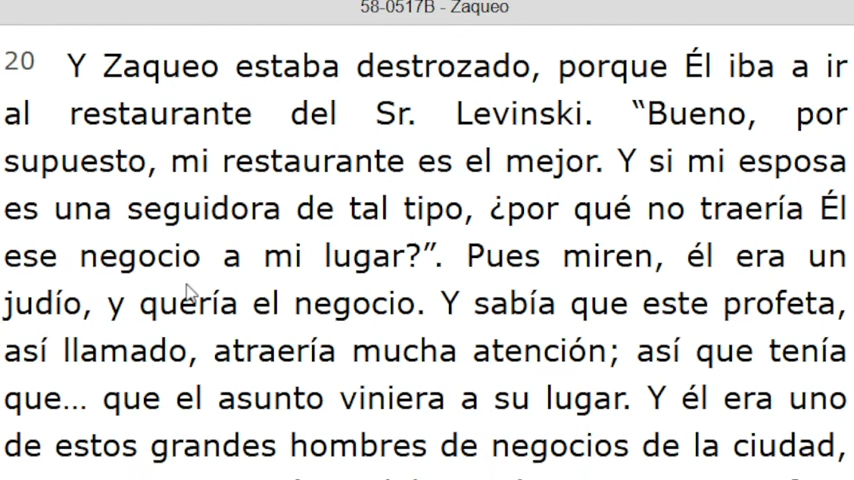 58-0517B - Zaqueo
20 Y Zaqueo estaba destrozado, porque Él iba a ir
al restaurante del Sr. Levinski. “Bueno, por
supuesto, mi restaurante es el mejor. Y si mi esposa
es una seguidora de tal tipo, ¿por qué no traería Él
ese negocio a mi lugar?”. Pues miren, él era un
judío, y quería el negocio. Y sabía que este profeta,
así llamado, atraería mucha atención; así que tenía
que... que el asunto viniera a su lugar. Y él era uno
de estos grandes hombres de negocios de la ciudad,